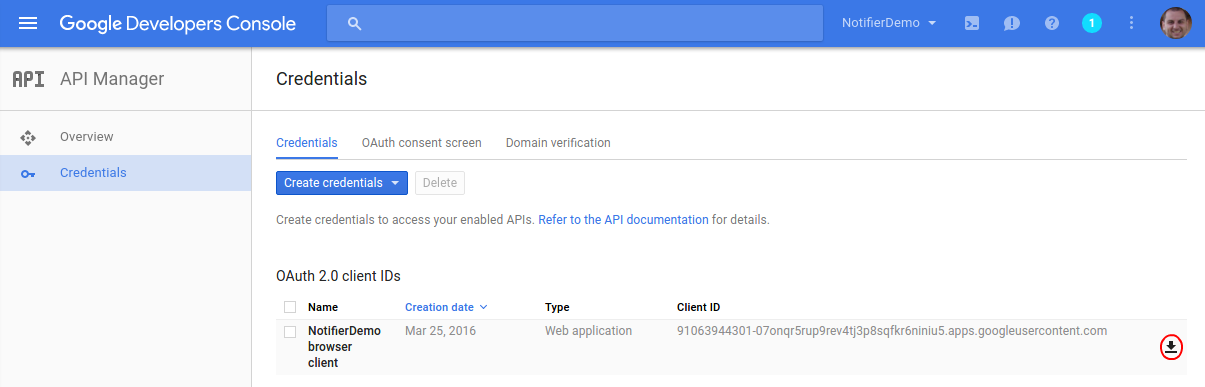 Google Developers Console
NotifierDemo
1
API API Manager
Credentials
Overview
Credentials
Credentials OAuth consent screen Domain verification
Create credentials Delete
Create credentials to access your enabled APIs. Refer to the API documentation for details.
OAuth 2.0 client IDs
Name Creation date Type Client ID
NotifierDemo Mar 25, 2016 Web application 91063944301-07onqr5rup9rev4tj3p8sqfkr6niniu5.apps.googleusercontent.com
browser
client